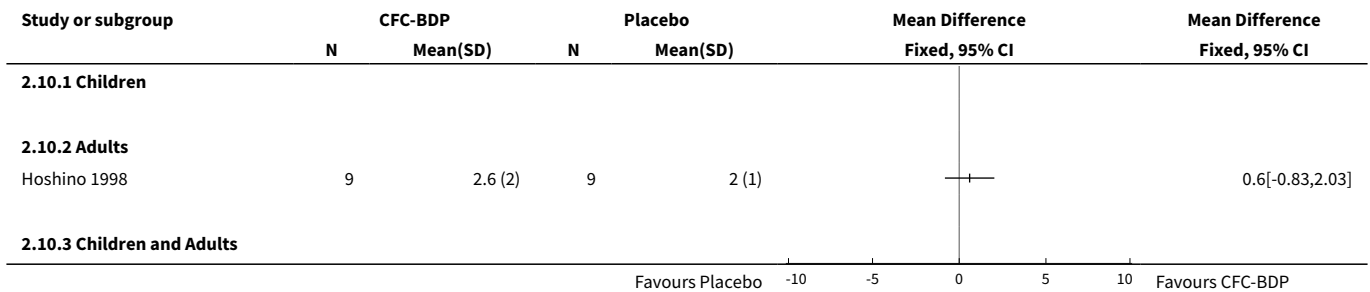 Study or subgroup CFC-BDP Placebo Mean Difference Mean Difference
N Mean(SD) N Mean(SD) Fixed, 95% CI Fixed, 95% CI
2.10.1 Children
2.10.2 Adults
Hoshino 1998 9 2.6 (2) 9 2 (1) 0.6[-0.83,2.03]
2.10.3 Children and Adults
Favours Placebo -10 -5 0 5 10 Favours CFC-BDP